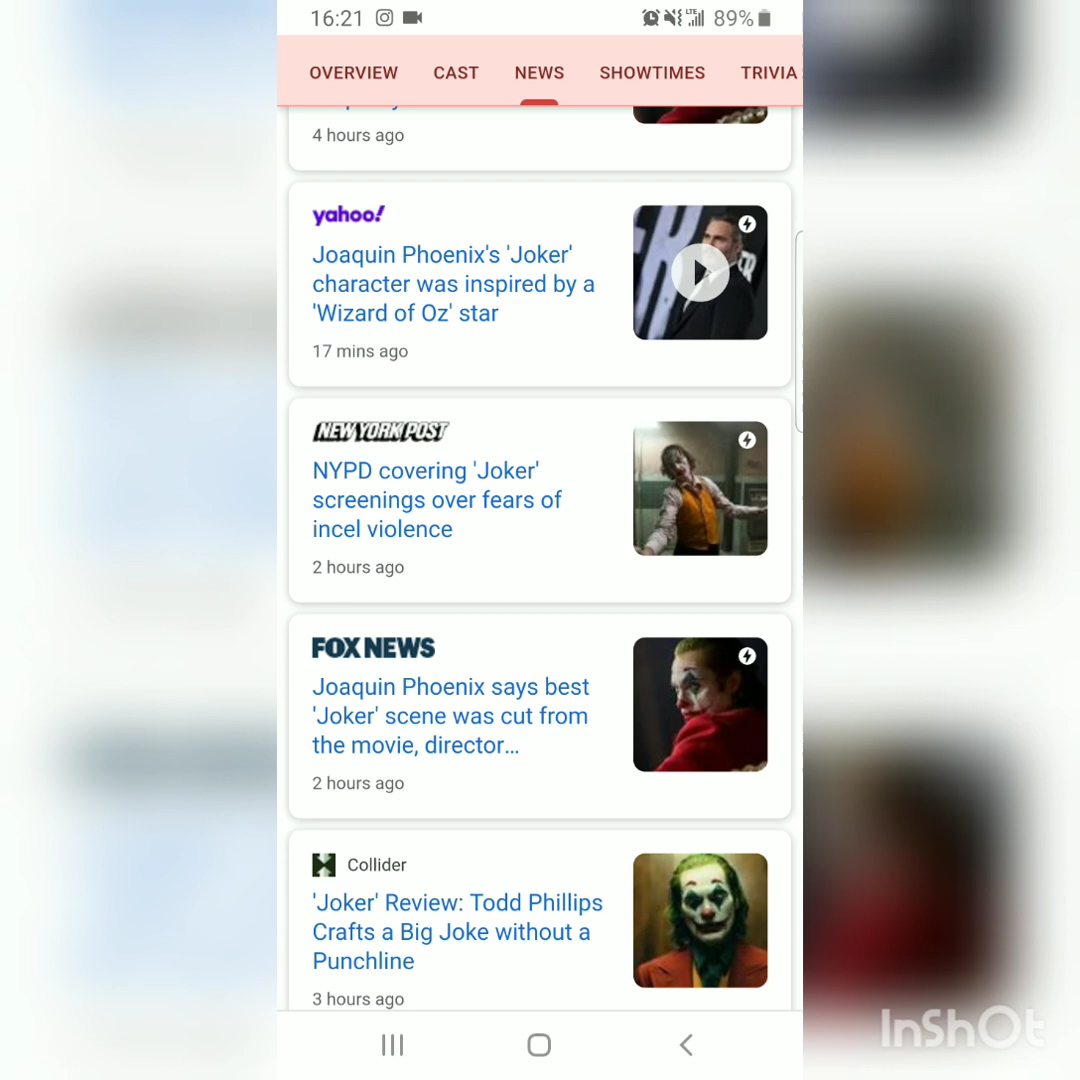 16:21 LTE 89%
OVERVIEW CAST NEWS SHOWTIMES TRIVIA
4 hours ago
yahoo!
Joaquin Phoenix's 'Joker'
character was inspired by a
'Wizard of Oz' star
17 mins ago
NEW YORK POST
NYPD covering 'Joker'
screenings over fears of
incel violence
2 hours ago
FOX NEWS
Joaquin Phoenix says best
'Joker' scene was cut from
the movie, director...
2 hours ago
Collider
'Joker' Review: Todd Phillips
Crafts a Big Joke without a
Punchline
3 hours ago
InShOt